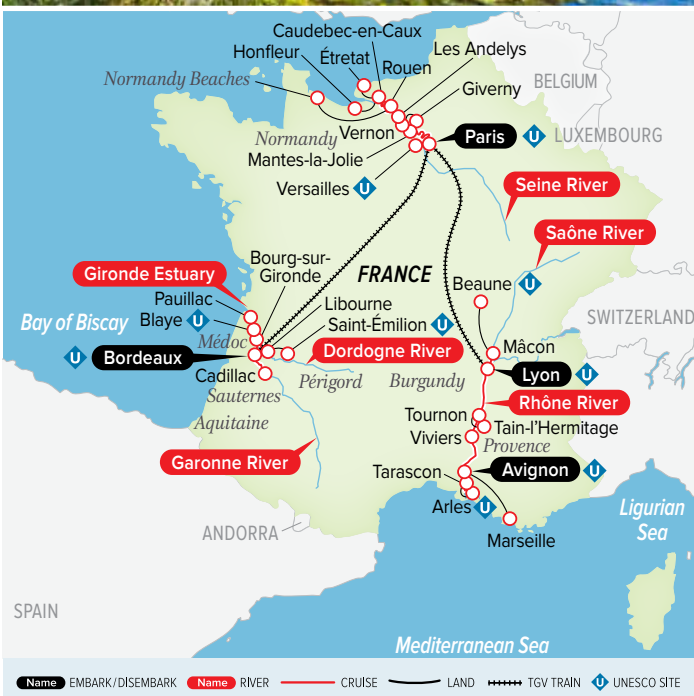 Caudebec-en-Caux
Honfleur
Étretat
Les Andelys
Rouen
Normandy Beaches
Giverny
BELGIUM
Normandy
Vernon
Paris U
LUXEMBOURG
Mantes-la-Jolie
Versailles U
Seine River
Saône River
Bourg-sur-
Gironde
FRANCE
Gironde Estuary
Beaune U
Pauillac
Libourne
Bay of Biscay
Blaye U
Saint-Émilion U
SWITZERLAND
Médoc
Mâcon
U Bordeaux
Dordogne River
Lyon U
Cadillac
Périgord
Burgundy
Sauternes
Rhône River
Aquitaine
Tournon
Tain-l'Hermitage
Viviers
Provence
Garonne River
Tarascon
Avignon U
Arles U
Ligurian
Sea
ANDORRA
Marseille
SPAIN
Mediterranean Sea
Name EMBARK/DISEMBARK Name RIVER CRUISE LAND TGV TRAIN U UNESCO SITE